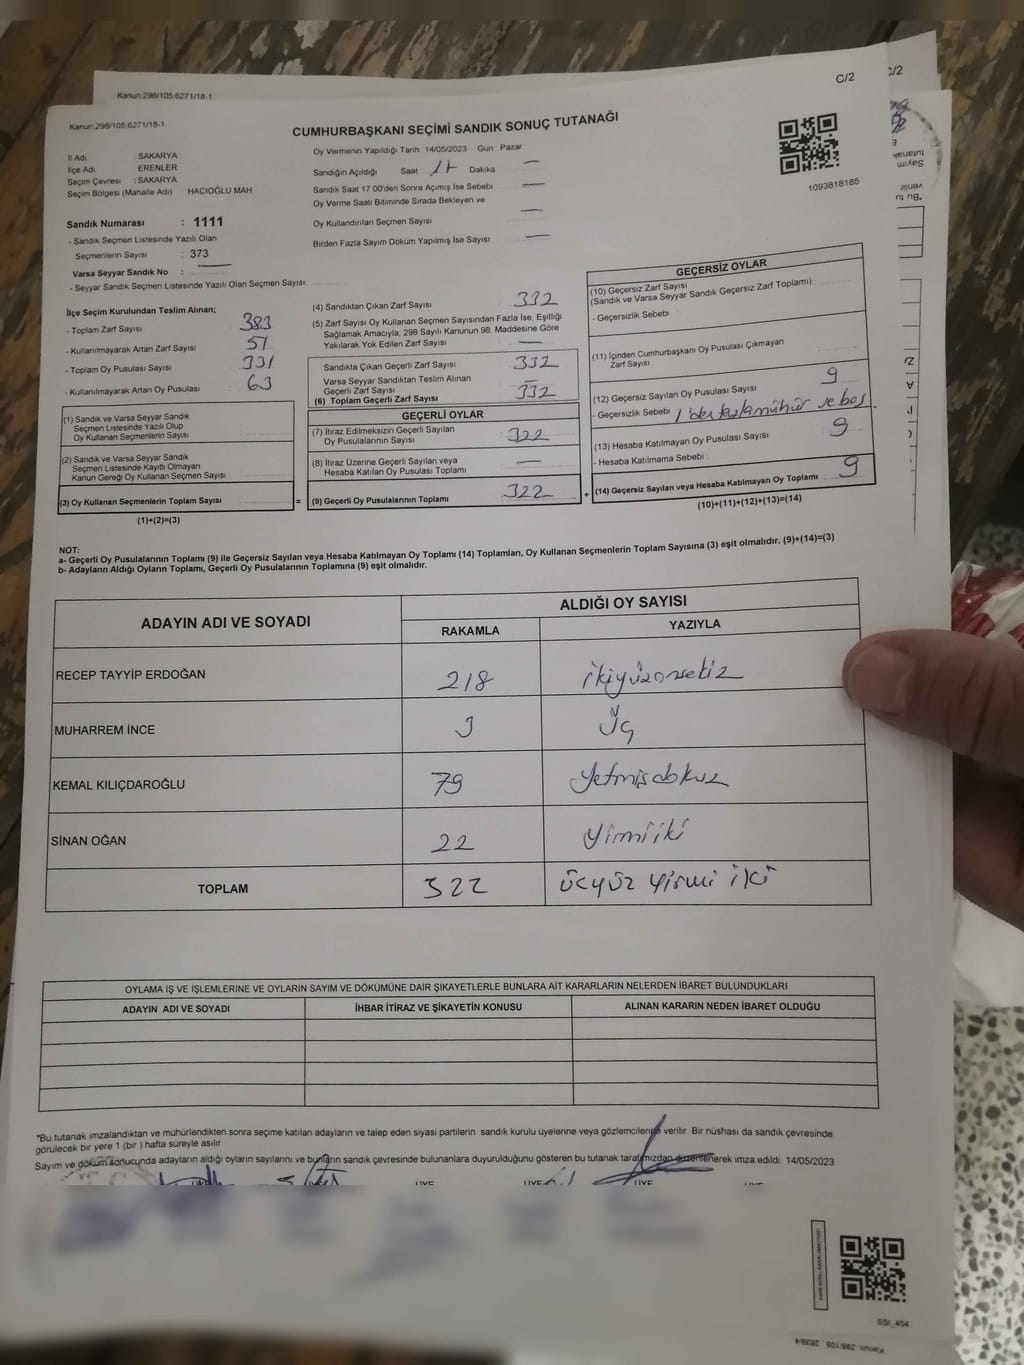 Kanun:298/105,6271/18-1
C/2
C/2
Kanun:298/105,6271/18-1
CUMHURBAŞKANI SEÇİMİ SANDIK SONUÇ TUTANAĞI
1093818185
İl Adı SAKARYA
İlçe Adı ERENLER
Seçim Çevresi : SAKARYA
Seçim Bölgesi (Mahalle Adı) HACIOĞLU MAH
Sandık Numarası : 1111
- Sandık Seçmen Listesinde Yazılı Olan
Seçmenlerin Sayısı : 373
Varsa Seyyar Sandık No :
- Seyyar Sandık Seçmen Listesinde Yazılı Olan Seçmen Sayısı
Oy Vermenin Yapıldığı Tarih: 14/05/2023 Gün : Pazar
Sandığın Açıldığı Saat : 17 Dakika —
Sandık Saat 17:00'den Sonra Açımış İse Sebebi —
Oy Verme Saati Bitiminde Sırada Bekleyen ve
Oy Kullandırılan Seçmen Sayısı —
Birden Fazla Sayım Döküm Yapılmış İse Sayısı —
İlçe Seçim Kurulundan Teslim Alınan;
- Toplam Zarf Sayısı 383
- Kullanılmayarak Artan Zarf Sayısı 51
- Toplam Oy Pusulası Sayısı 331
- Kullanılmayarak Artan Oy Pusulası 63
(1) Sandık ve Varsa Seyyar Sandık
Seçmen Listesinde Yazılı Olup
Oy Kullanan Seçmenlerin Sayısı
(2) Sandık ve Varsa Seyyar Sandık
Seçmen Listesinde Kayıtlı Olmayan
Kanun Gereği Oy Kullanan Seçmen Sayısı
(3) Oy Kullanan Seçmenlerin Toplam Sayısı =
(1)+(2)=(3)
(4) Sandıktan Çıkan Zarf Sayısı 332
(5) Zarf Sayısı Oy Kullanan Seçmen Sayısından Fazla İse, Eşitliği
Sağlamak Amacıyla, 298 Sayılı Kanunun 98. Maddesine Göre
Yakılarak Yok Edilen Zarf Sayısı —
Sandıkta Çıkan Geçerli Zarf Sayısı 332
Varsa Seyyar Sandıktan Teslim Alınan
Geçerli Zarf Sayısı —
(6) Toplam Geçerli Zarf Sayısı 332
GEÇERLİ OYLAR
(7) İtiraz Edilmeksizin Geçerli Sayılan
Oy Pusulalarının Sayısı 322
(8) İtiraz Üzerine Geçerli Sayılan veya
Hesaba Katılan Oy Pusulası Toplamı —
(9) Geçerli Oy Pusulalarının Toplamı 322 +
GEÇERSİZ OYLAR
(10) Geçersiz Zarf Sayısı
(Sandık ve Varsa Seyyar Sandık Geçersiz Zarf Toplamı) :
- Geçersizlik Sebebi :
(11) İçinden Cumhurbaşkanı Oy Pusulası Çıkmayan
Zarf Sayısı
(12) Geçersiz Sayılan Oy Pusulası Sayısı 9
- Geçersizlik Sebebi : 1'den fazla mühür ve boş
(13) Hesaba Katılmayan Oy Pusulası Sayısı 9
- Hesaba Katılmama Sebebi
(14) Geçersiz Sayılan veya Hesaba Katılmayan Oy Toplamı 9
(10)+(11)+(12)+(13)=(14)
NOT:
a- Geçerli Oy Pusulalarının Toplamı (9) ile Geçersiz Sayılan veya Hesaba Katılmayan Oy Toplamı (14) Toplamları, Oy Kullanan Seçmenlerin Toplam Sayısına (3) eşit olmalıdır. (9)+(14)=(3)
b- Adayların Aldığı Oyların Toplamı, Geçerli Oy Pusulalarının Toplamına (9) eşit olmalıdır.
ADAYIN ADI VE SOYADI ALDIĞI OY SAYISI
RAKAMLA YAZIYLA
RECEP TAYYİP ERDOĞAN 218 ikiyüzonsekiz
MUHARREM İNCE 3 Üç
KEMAL KILIÇDAROĞLU 79 Yetmişdokuz
SİNAN OĞAN 22 Yirmiiki
TOPLAM 322 üçyüz yirmi iki
OYLAMA İŞ VE İŞLEMLERİNE VE OYLARIN SAYIM VE DÖKÜMÜNE DAİR ŞİKAYETLERLE BUNLARA AİT KARARLARIN NELERDEN İBARET BULUNDUKLARI
ADAYIN ADI VE SOYADI İHBAR İTİRAZ VE ŞİKAYETİN KONUSU ALINAN KARARIN NEDEN İBARET OLDUĞU
*Bu tutanak imzalandıktan ve mühürlendikten sonra seçime katılan adayların ve talep eden siyasi partilerin sandık kurulu üyelerine veya gözlemcilerine verilir. Bir nüshası da sandık çevresinde
görülecek bir yere 1 (bir) hafta süreyle asılır.
Sayım ve döküm sonucunda adayların aldığı oyların sayılarını ve bunların sandık çevresinde bulunanlara duyurulduğunu gösteren bu tutanak tarafımızdan düzenlenerek imza edildi. 14/05/2023
ÜYE ÜYE ÜYE
SSI_404